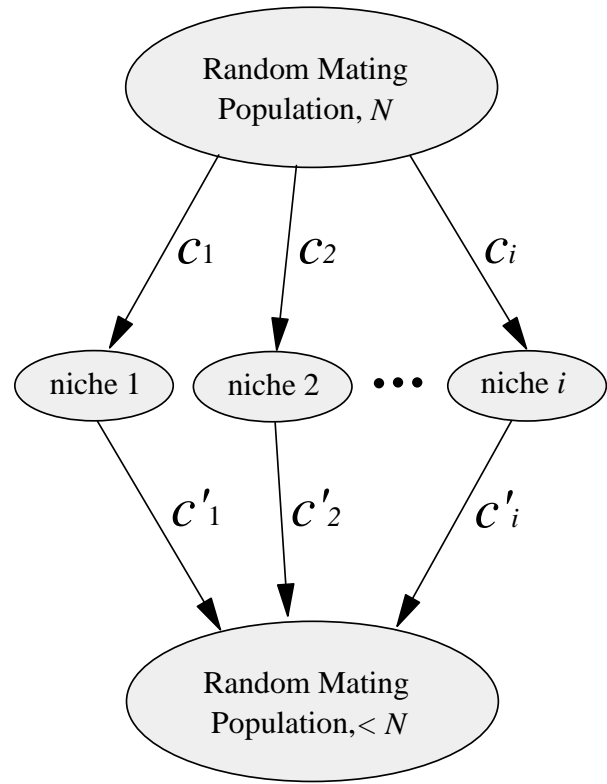 Random Mating
Population, N
c1
c2
ci
niche 1
niche 2
•••
niche i
c'1
c'2
c'i
Random Mating
Population,< N